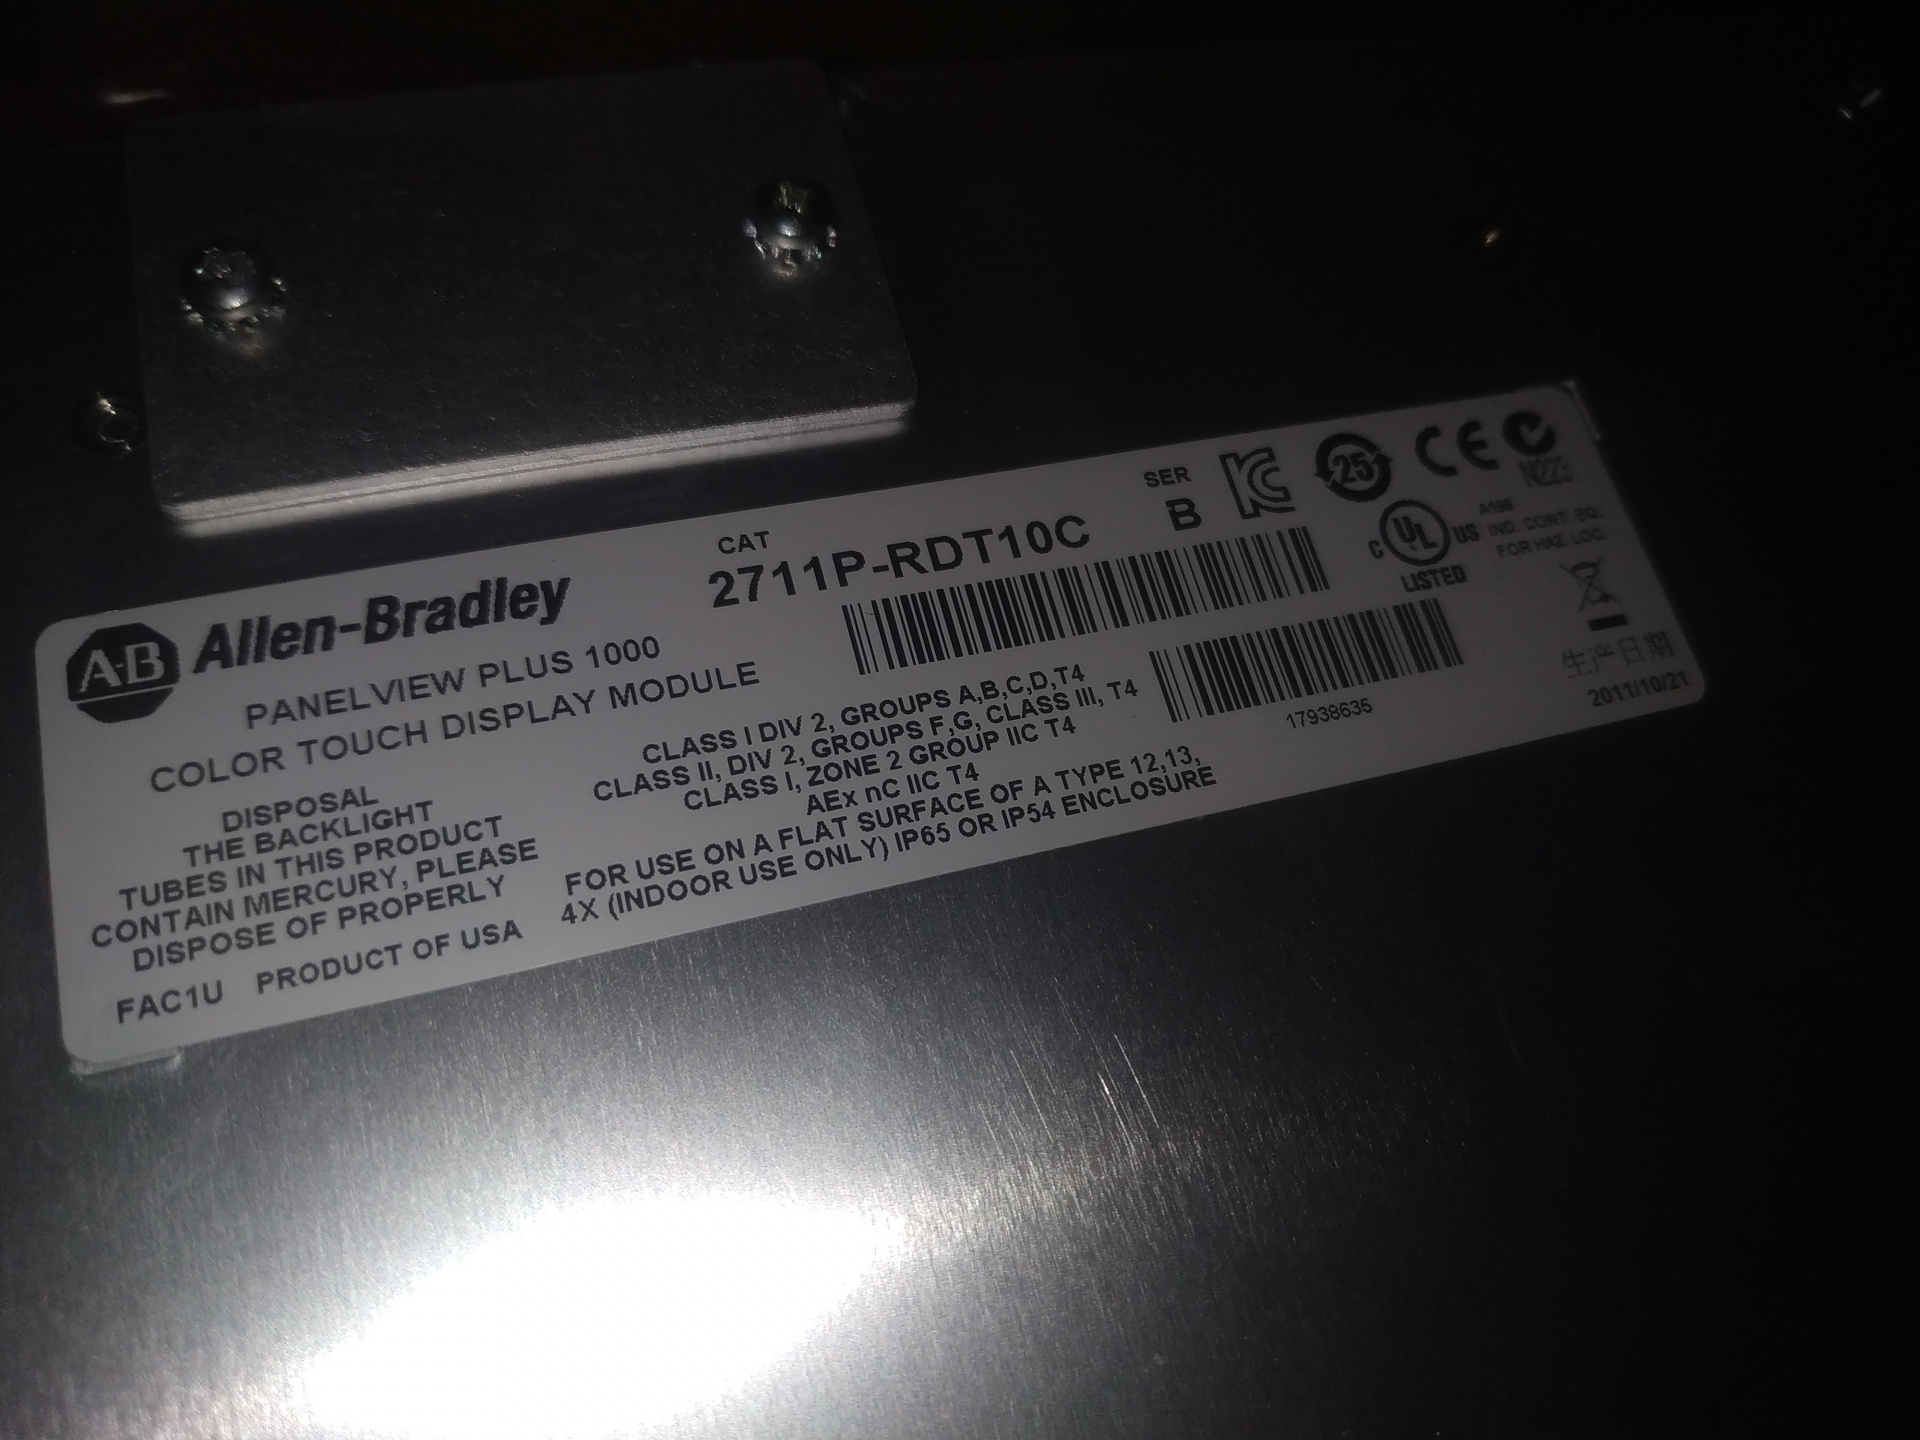 A-B Allen-Bradley
PANELVIEW PLUS 1000
COLOR TOUCH DISPLAY MODULE
DISPOSAL
THE BACKLIGHT
TUBES IN THIS PRODUCT
CONTAIN MERCURY, PLEASE
DISPOSE OF PROPERLY
FAC1U PRODUCT OF USA
CAT
2711P-RDT10C
SER
B
CLASS I DIV 2, GROUPS A,B,C,D,T4
CLASS II, DIV 2, GROUPS F,G, CLASS III, T4
CLASS I, ZONE 2 GROUP IIC T4
AEx nC IIC T4
FOR USE ON A FLAT SURFACE OF A TYPE 12,13,
4X (INDOOR USE ONLY) IP65 OR IP54 ENCLOSURE
17938635
25
CE
N223
C UL US
LISTED
A196
IND. CONT. EQ.
FOR HAZ LOC.
生产日期
2011/10/21